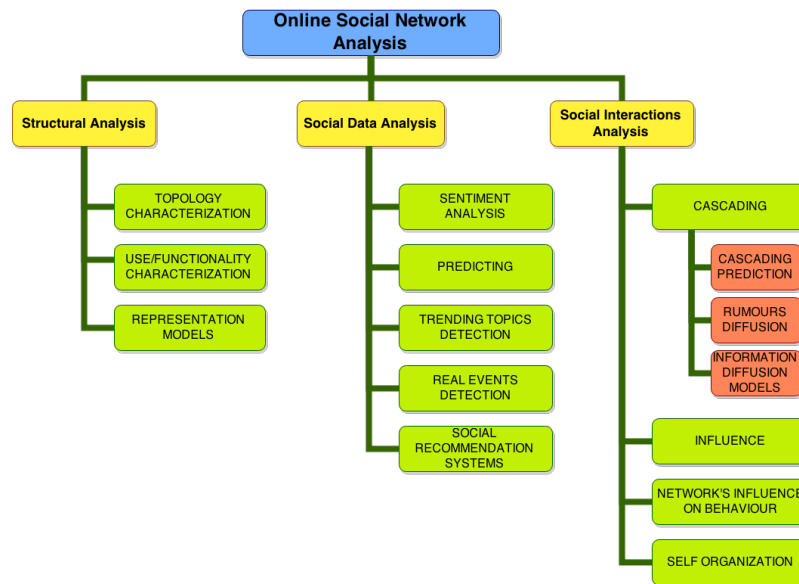 Online Social Network
Analysis
Structural Analysis
TOPOLOGY
CHARACTERIZATION
USE/FUNCTIONALITY
CHARACTERIZATION
REPRESENTATION
MODELS
Social Data Analysis
SENTIMENT
ANALYSIS
PREDICTING
TRENDING TOPICS
DETECTION
REAL EVENTS
DETECTION
SOCIAL
RECOMMENDATION
SYSTEMS
Social Interactions
Analysis
CASCADING
CASCADING
PREDICTION
RUMOURS
DIFFUSION
INFORMATION
DIFFUSION
MODELS
INFLUENCE
NETWORK'S INFLUENCE
ON BEHAVIOUR
SELF ORGANIZATION